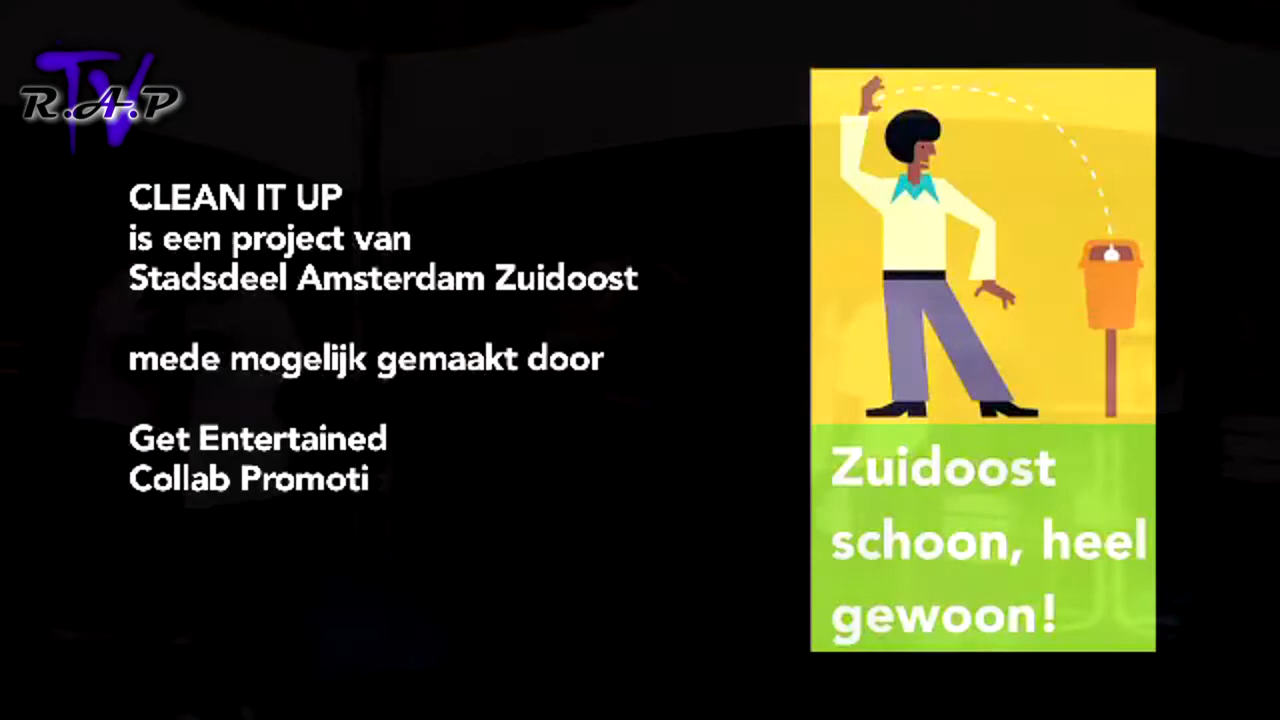 TV
R.A.P
CLEAN IT UP
is een project van
Stadsdeel Amsterdam Zuidoost
mede mogelijk gemaakt door
Get Entertained
Collab Promoti
Zuidoost
schoon, heel
gewoon!